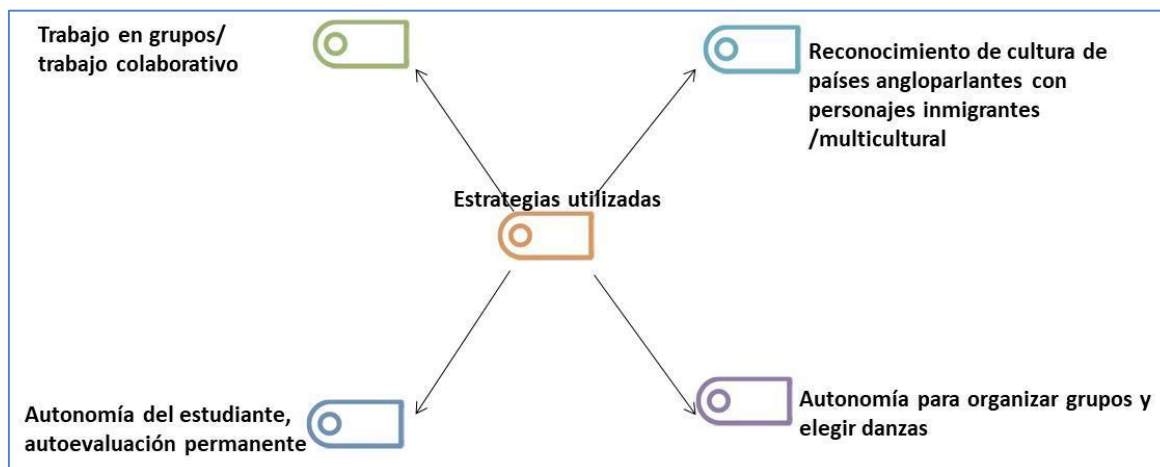 Trabajo en grupos/
trabajo colaborativo
Reconocimiento de cultura de
países angloparlantes con
personajes inmigrantes
/multicultural
Estrategias utilizadas
Autonomía del estudiante,
autoevaluación permanente
Autonomía para organizar grupos y
elegir danzas